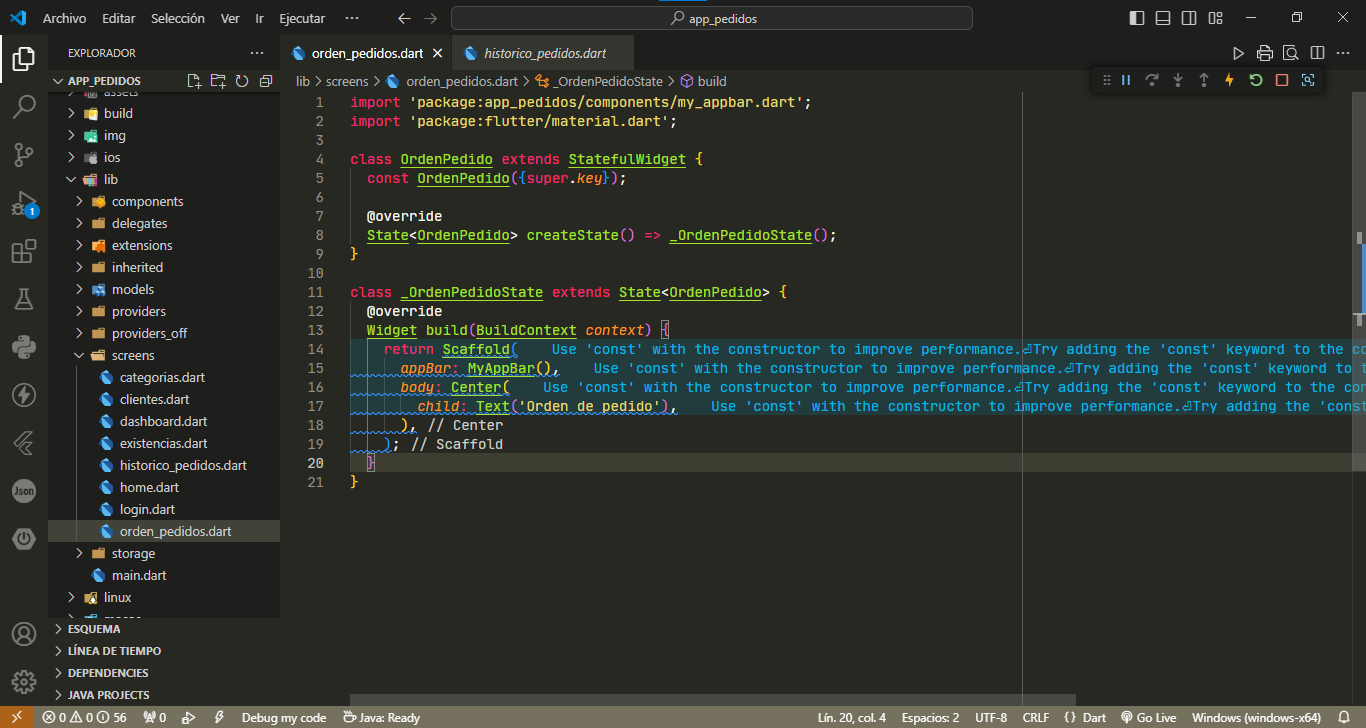 Archivo Editar Selección Ver Ir Ejecutar ··· app_pedidos
EXPLORADOR
APP_PEDIDOS
assets
build
img
ios
lib
components
delegates
extensions
inherited
models
providers
providers_off
screens
categorias.dart
clientes.dart
dashboard.dart
existencias.dart
historico_pedidos.dart
home.dart
login.dart
orden_pedidos.dart
storage
main.dart
linux
macos
ESQUEMA
LÍNEA DE TIEMPO
DEPENDENCIES
JAVA PROJECTS
1
Json
orden_pedidos.dart historico_pedidos.dart
lib > screens > orden_pedidos.dart > _OrdenPedidoState > build
1 import 'package:app_pedidos/components/my_appbar.dart';
2 import 'package:flutter/material.dart';
3
4 class OrdenPedido extends StatefulWidget {
5 const OrdenPedido({super.key});
6
7 @override
8 State<OrdenPedido> createState() => _OrdenPedidoState();
9 }
10
11 class _OrdenPedidoState extends State<OrdenPedido> {
12 @override
13 Widget build(BuildContext context) {
14 return Scaffold( Use 'const' with the constructor to improve performance.⏎Try adding the 'const' keyword to the co
15 appBar: MyAppBar(), Use 'const' with the constructor to improve performance.⏎Try adding the 'const' keyword to t
16 body: Center( Use 'const' with the constructor to improve performance.⏎Try adding the 'const' keyword to the con
17 child: Text('Orden de pedido'), Use 'const' with the constructor to improve performance.⏎Try adding the 'const
18 ), // Center
19 ); // Scaffold
20 }
21 }
0 0 56 0 Debug my code Java: Ready Lín. 20, col. 4 Espacios: 2 UTF-8 CRLF {} Dart Go Live Windows (windows-x64)